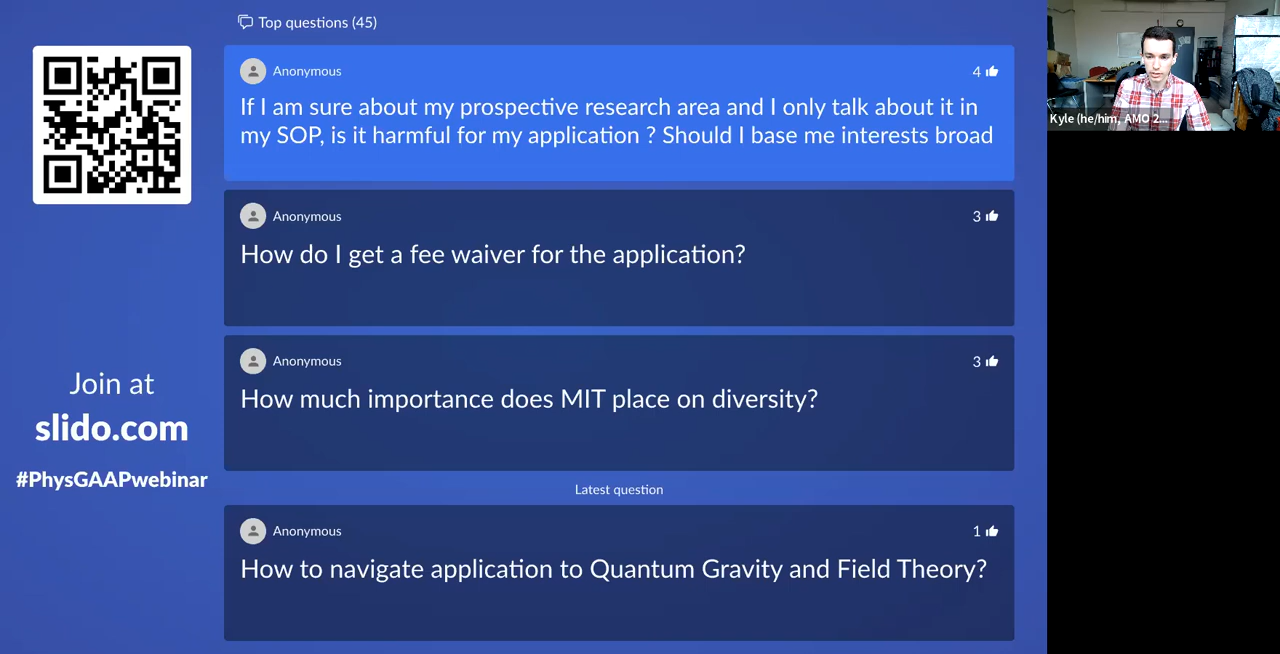 Top questions (45)
Anonymous
4
If I am sure about my prospective research area and I only talk about it in
my SOP, is it harmful for my application ? Should I base me interests broad
Anonymous
3
How do I get a fee waiver for the application?
Anonymous
3
How much importance does MIT place on diversity?
Latest question
Anonymous
1
How to navigate application to Quantum Gravity and Field Theory?
Join at
slido.com
#PhysGAAPwebinar
Kyle (he/him, AMO 2...